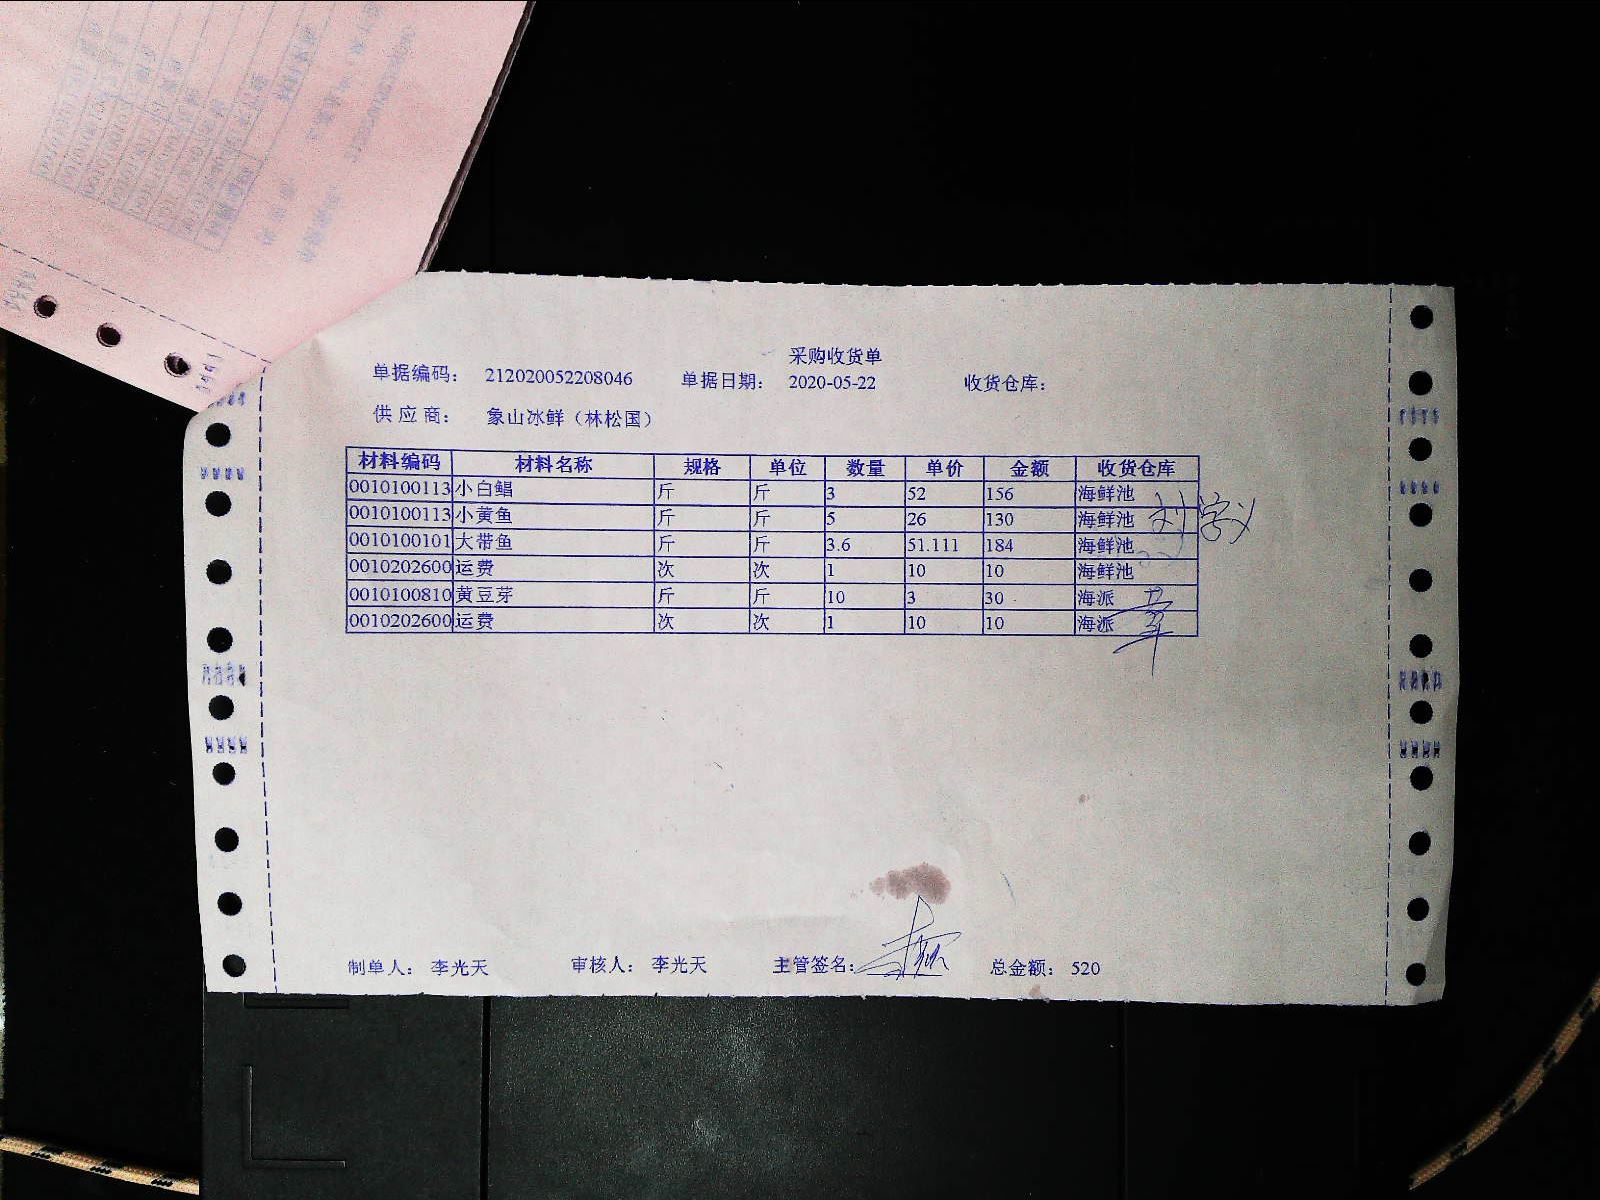 采购收货单
单据编码： 212020052208046 单据日期： 2020-05-22 收货仓库：
供 应 商： 象山冰鲜（林松国）
材料编码 材料名称 规格 单位 数量 单价 金额 收货仓库
0010100113 小白鲳 斤 斤 3 52 156 海鲜池
0010100113 小黄鱼 斤 斤 5 26 130 海鲜池
0010100101 大带鱼 斤 斤 3.6 51.111 184 海鲜池
0010202600 运费 次 次 1 10 10 海鲜池
0010100810 黄豆芽 斤 斤 10 3 30 海派
0010202600 运费 次 次 1 10 10 海派
制单人： 李光天 审核人： 李光天 主管签名： 总金额： 520